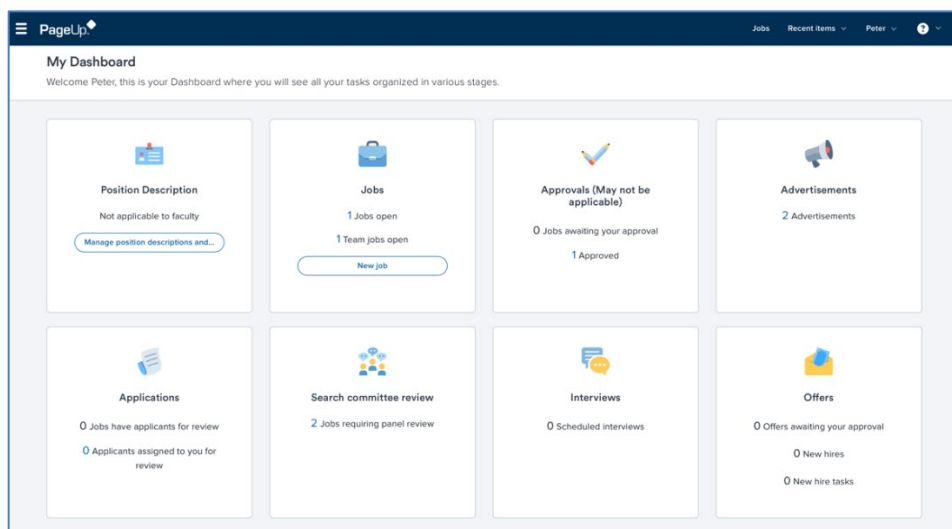 PageUp
Jobs Recent items Peter ?
My Dashboard
Welcome Peter, this is your Dashboard where you will see all your tasks organized in various stages.
Position Description
Not applicable to faculty
Manage position descriptions and...
Jobs
1 Jobs open
1 Team jobs open
New job
Approvals (May not be
applicable)
0 Jobs awaiting your approval
1 Approved
Advertisements
2 Advertisements
Applications
0 Jobs have applicants for review
0 Applicants assigned to you for
review
Search committee review
2 Jobs requiring panel review
Interviews
0 Scheduled interviews
Offers
0 Offers awaiting your approval
0 New hires
0 New hire tasks